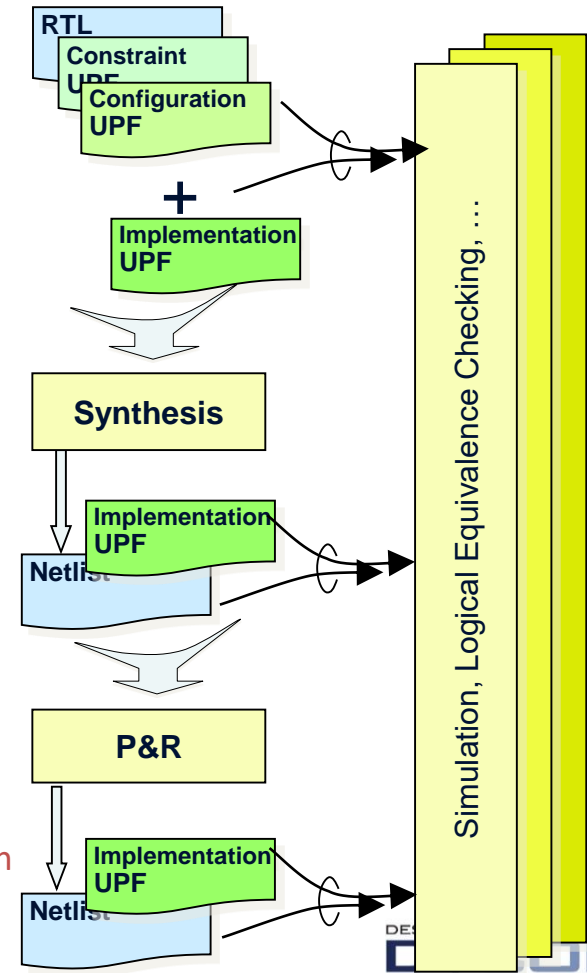 RTL
Constraint
UPF
Configuration
UPF
+
Implementation
UPF
Synthesis
Implementation
UPF
Netlist
P&R
Implementation
UPF
Netlist
Simulation, Logical Equivalence Checking, …